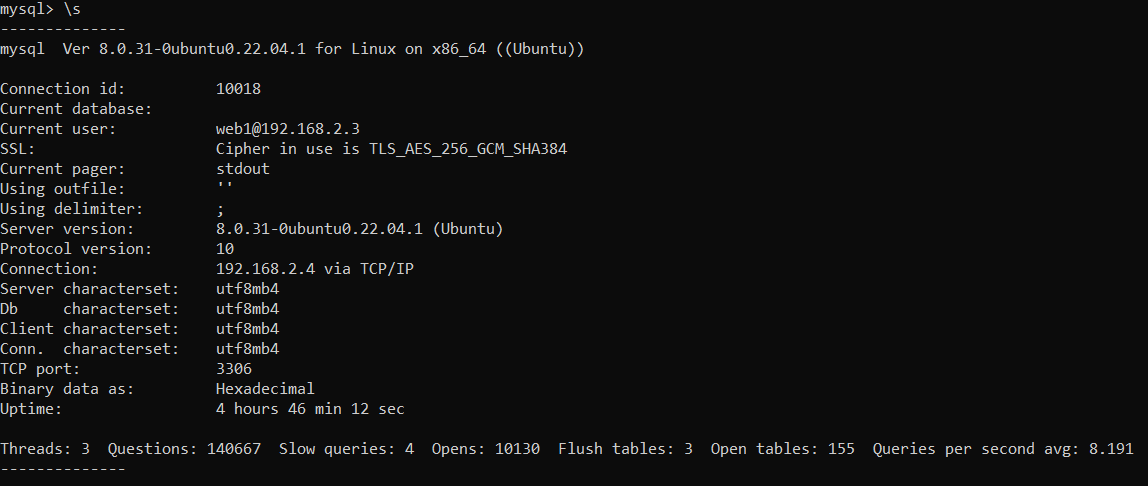 mysql> \s
--------------
mysql  Ver 8.0.31-0ubuntu0.22.04.1 for Linux on x86_64 ((Ubuntu))

Connection id:          10018
Current database:
Current user:           web1@192.168.2.3
SSL:                    Cipher in use is TLS_AES_256_GCM_SHA384
Current pager:          stdout
Using outfile:          ''
Using delimiter:        ;
Server version:         8.0.31-0ubuntu0.22.04.1 (Ubuntu)
Protocol version:       10
Connection:             192.168.2.4 via TCP/IP
Server characterset:    utf8mb4
Db     characterset:    utf8mb4
Client characterset:    utf8mb4
Conn.  characterset:    utf8mb4
TCP port:               3306
Binary data as:         Hexadecimal
Uptime:                 4 hours 46 min 12 sec

Threads: 3  Questions: 140667  Slow queries: 4  Opens: 10130  Flush tables: 3  Open tables: 155  Queries per second avg: 8.191
--------------